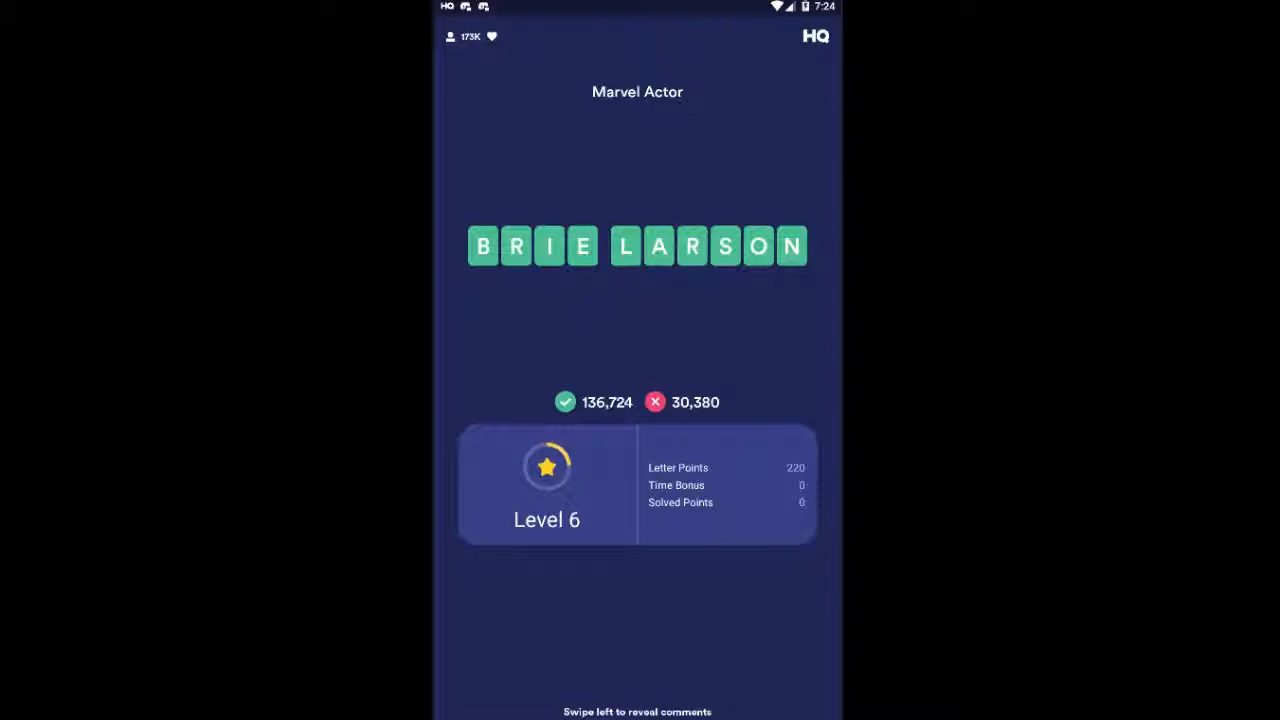 HQ 7:24
173K HQ
Marvel Actor
BRIE LARSON
136,724 30,380
Letter Points 220
Time Bonus 0
Solved Points 0
Level 6
Swipe left to reveal comments